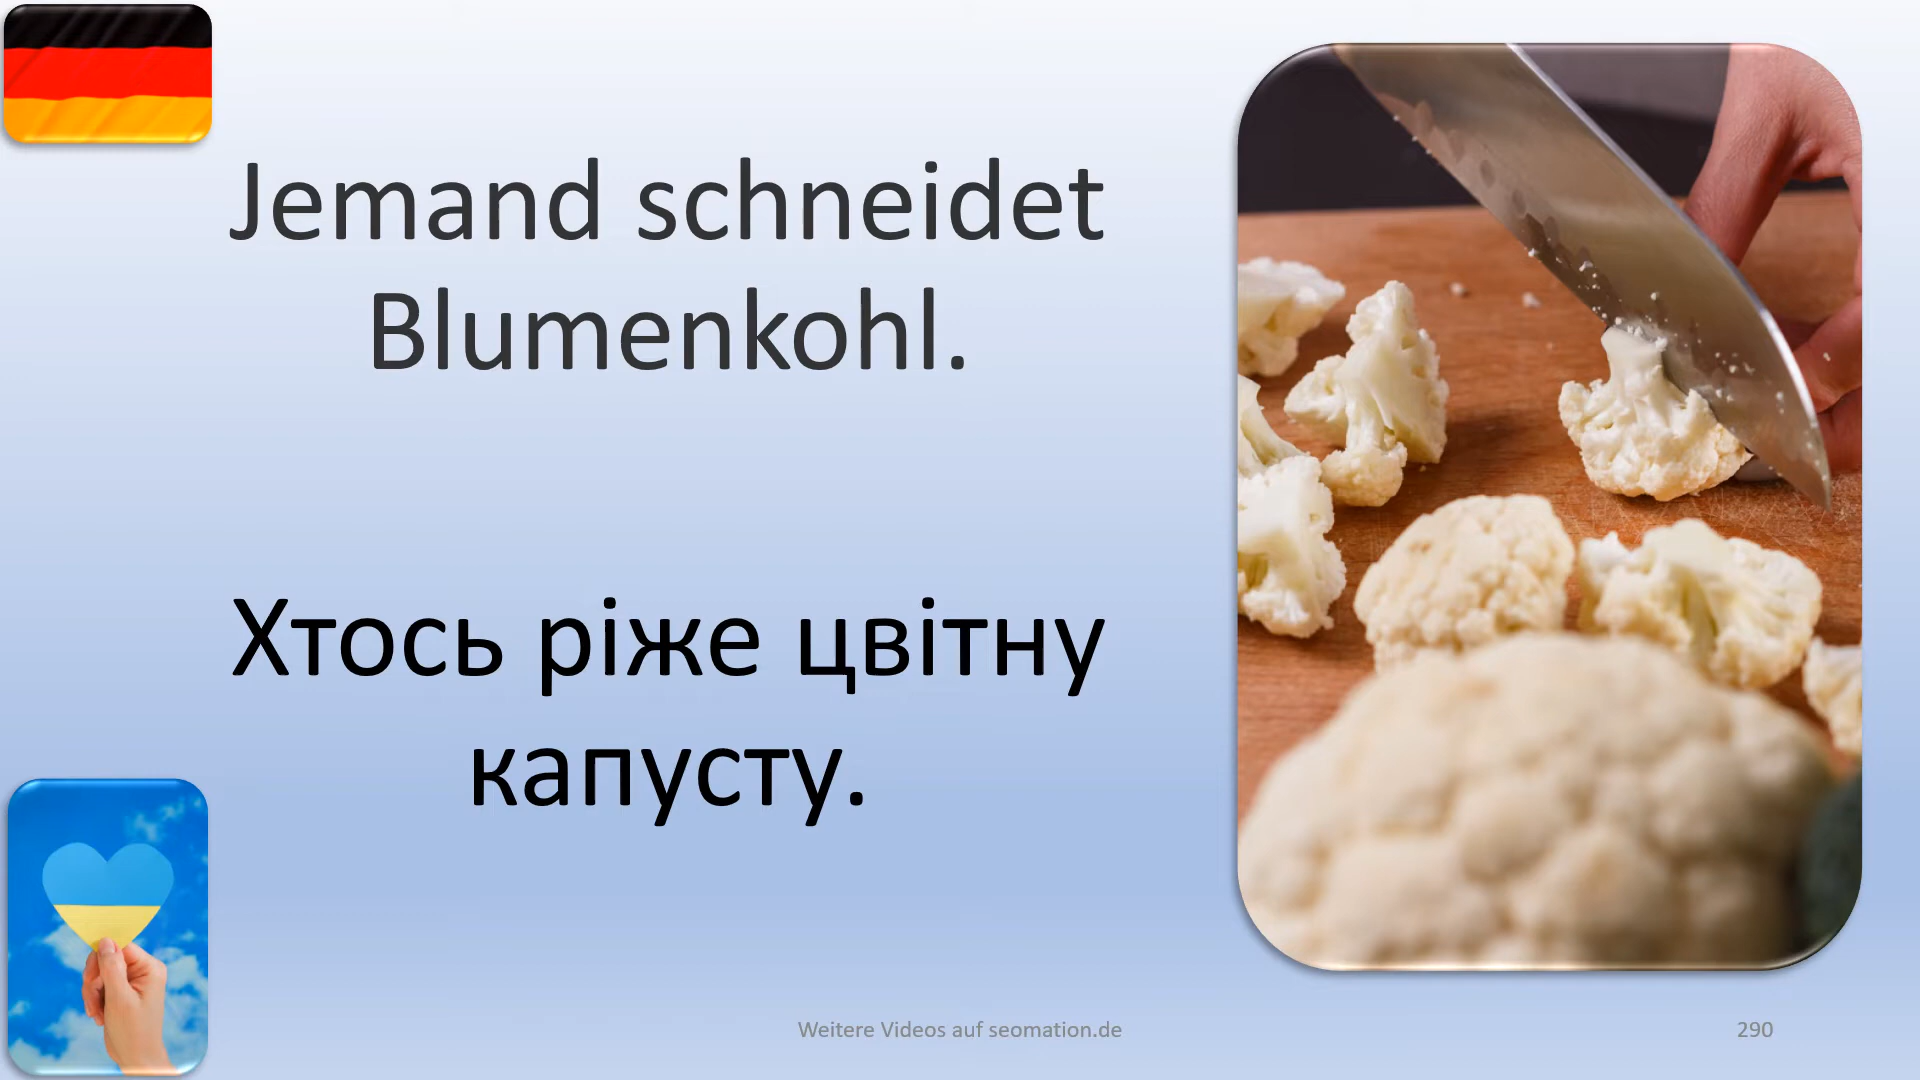 Jemand schneidet
Blumenkohl.
Хтось ріже цвітну
капусту.
Weitere Videos auf seomation.de
290